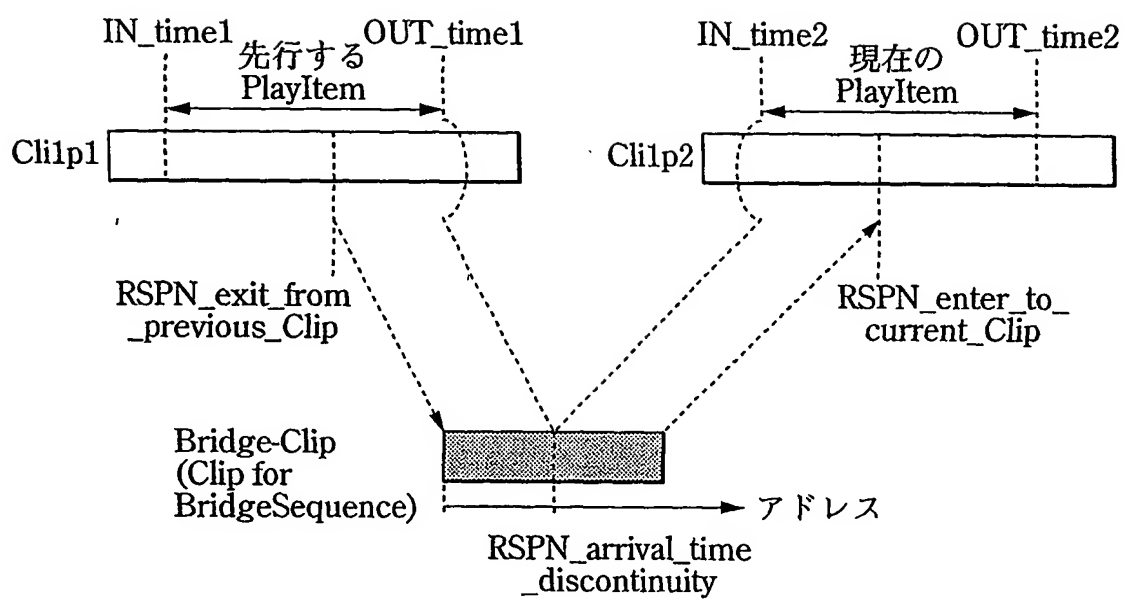 IN_time1
先行する
PlayItem
OUT_time1
IN_time2
現在の
PlayItem
OUT_time2
Cli1p1
Cli1p2
RSPN_exit_from
_previous_Clip
RSPN_enter_to_
current_Clip
Bridge-Clip
(Clip for
BridgeSequence)
アドレス
RSPN_arrival_time
_discontinuity